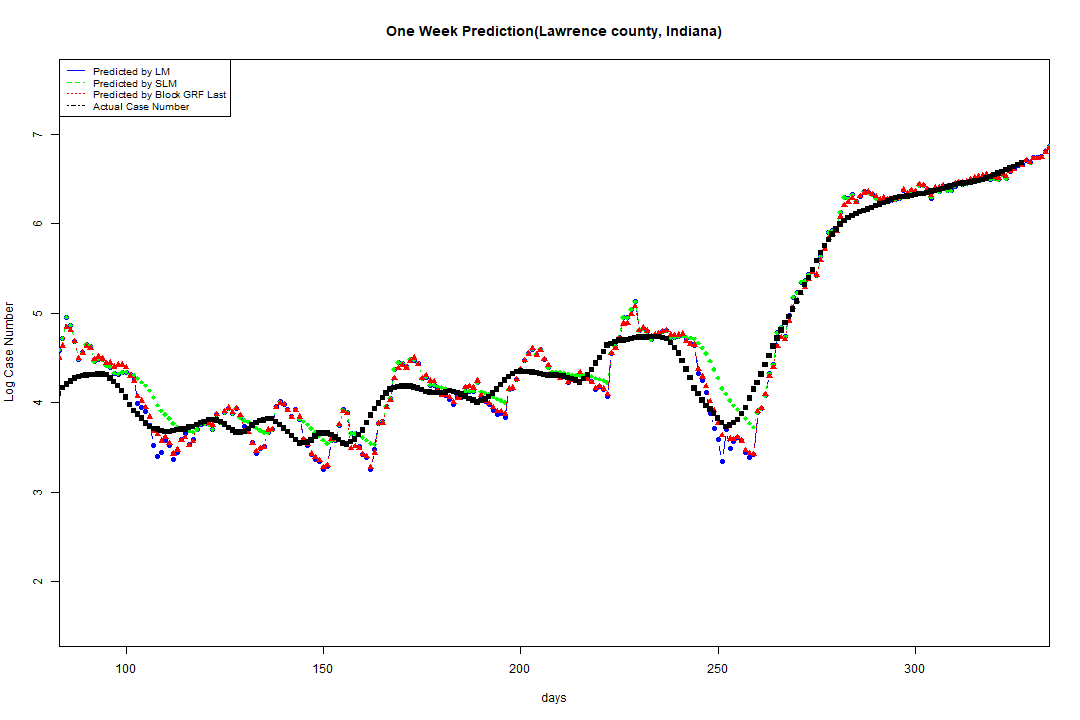 One Week Prediction(Lawrence county, Indiana)
Predicted by LM
Predicted by SLM
Predicted by Block GRF Last
Actual Case Number
Log Case Number
7
6
5
4
3
2
100 150 200 250 300
days